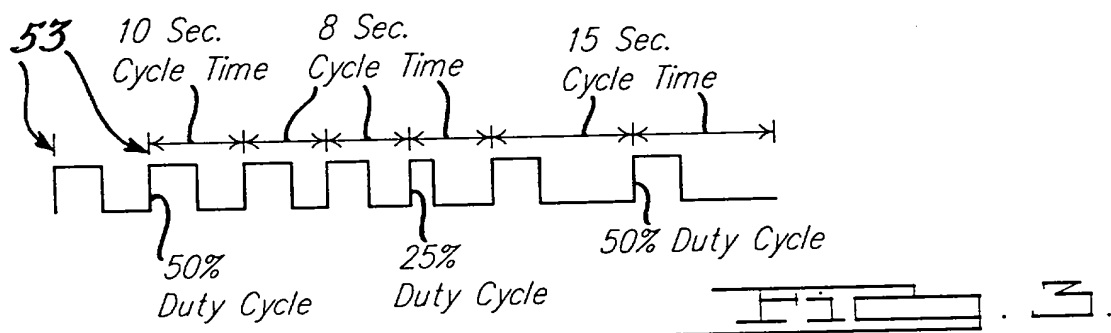 53
10 Sec.
Cycle Time
8 Sec.
Cycle Time
15 Sec.
Cycle Time
50%
Duty Cycle
25%
Duty Cycle
50% Duty Cycle
Fig. 3.